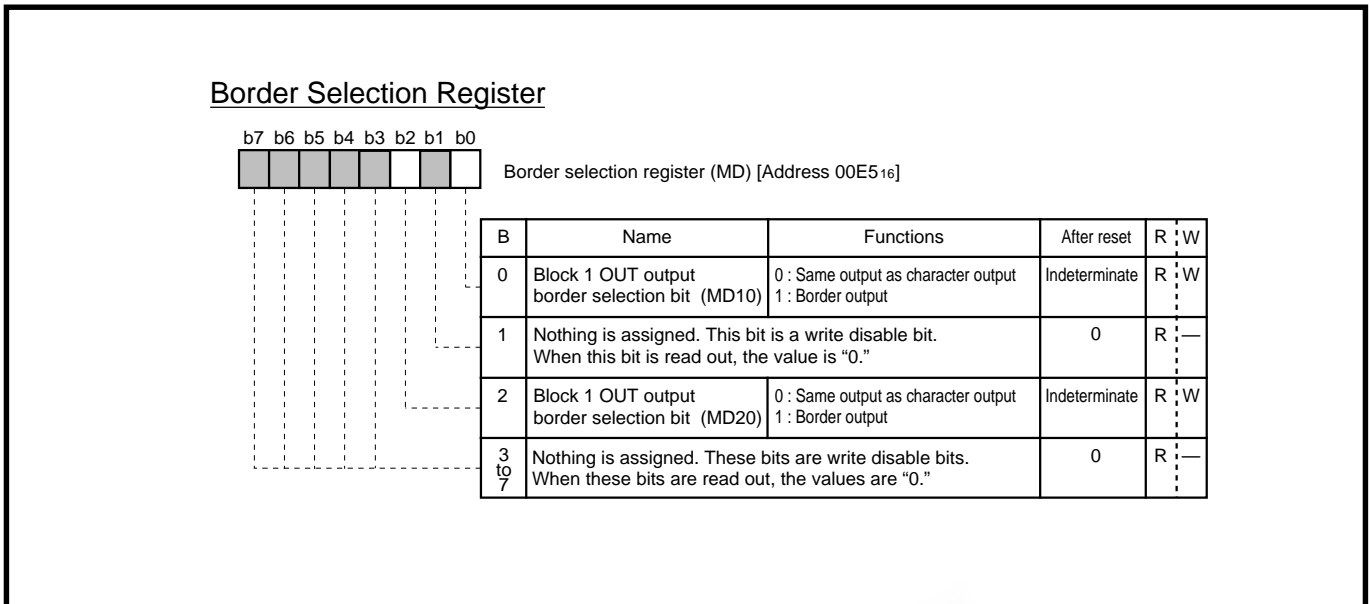 Border Selection Register
b7 b6 b5 b4 b3 b2 b1 b0
Border selection register (MD) [Address 00E516]
B Name Functions After reset R W
0 Block 1 OUT output border selection bit (MD10) 0 : Same output as character output 1 : Border output Indeterminate R W
1 Nothing is assigned. This bit is a write disable bit. When this bit is read out, the value is “0.” 0 R —
2 Block 1 OUT output border selection bit (MD20) 0 : Same output as character output 1 : Border output Indeterminate R W
3 to 7 Nothing is assigned. These bits are write disable bits. When these bits are read out, the values are “0.” 0 R —